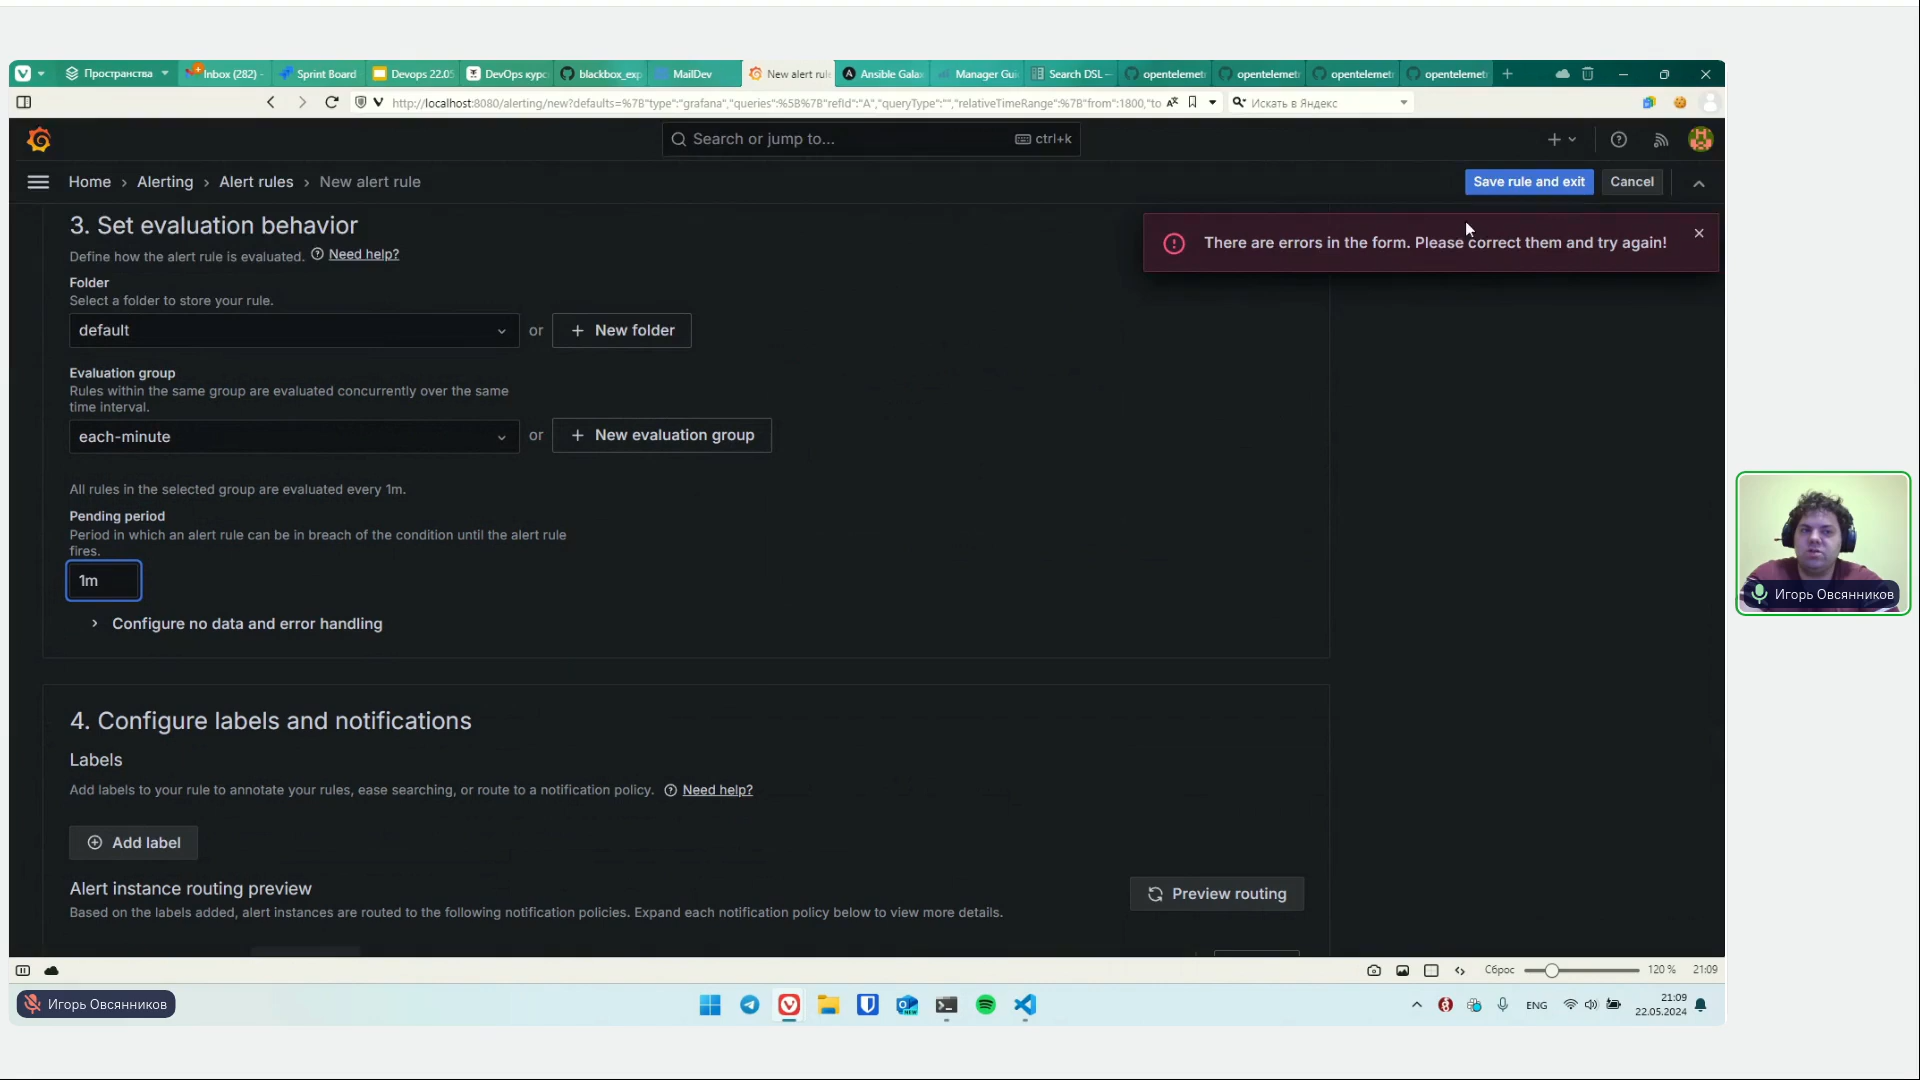 Пространства
Inbox (282) -
Sprint Board
Devops 22.05
DevOps курс
blackbox_exp
MailDev
New alert rule
Ansible Gala
Manager Gui
Search DSL -
opentelemet
opentelemet
opentelemet
opentelemet
http://localhost:8080/alerting/new?defaults=%7B"type":"grafana","queries":%5B%7B"refId":"A","queryType":"","relativeTimeRange":%7B"from":1800,"to
Искать в Яндекс
Search or jump to...
ctrl+k
Home › Alerting › Alert rules › New alert rule
Save rule and exit
Cancel
There are errors in the form. Please correct them and try again!
3. Set evaluation behavior
Define how the alert rule is evaluated. Need help?
Folder
Select a folder to store your rule.
default
or
+ New folder
Evaluation group
Rules within the same group are evaluated concurrently over the same
time interval.
each-minute
or
+ New evaluation group
All rules in the selected group are evaluated every 1m.
Pending period
Period in which an alert rule can be in breach of the condition until the alert rule
fires.
1m
Configure no data and error handling
4. Configure labels and notifications
Labels
Add labels to your rule to annotate your rules, ease searching, or route to a notification policy. Need help?
Add label
Alert instance routing preview
Preview routing
Based on the labels added, alert instances are routed to the following notification policies. Expand each notification policy below to view more details.
Игорь Овсянников
Сброс
120 %
21:09
Игорь Овсянников
ENG
21:09
22.05.2024